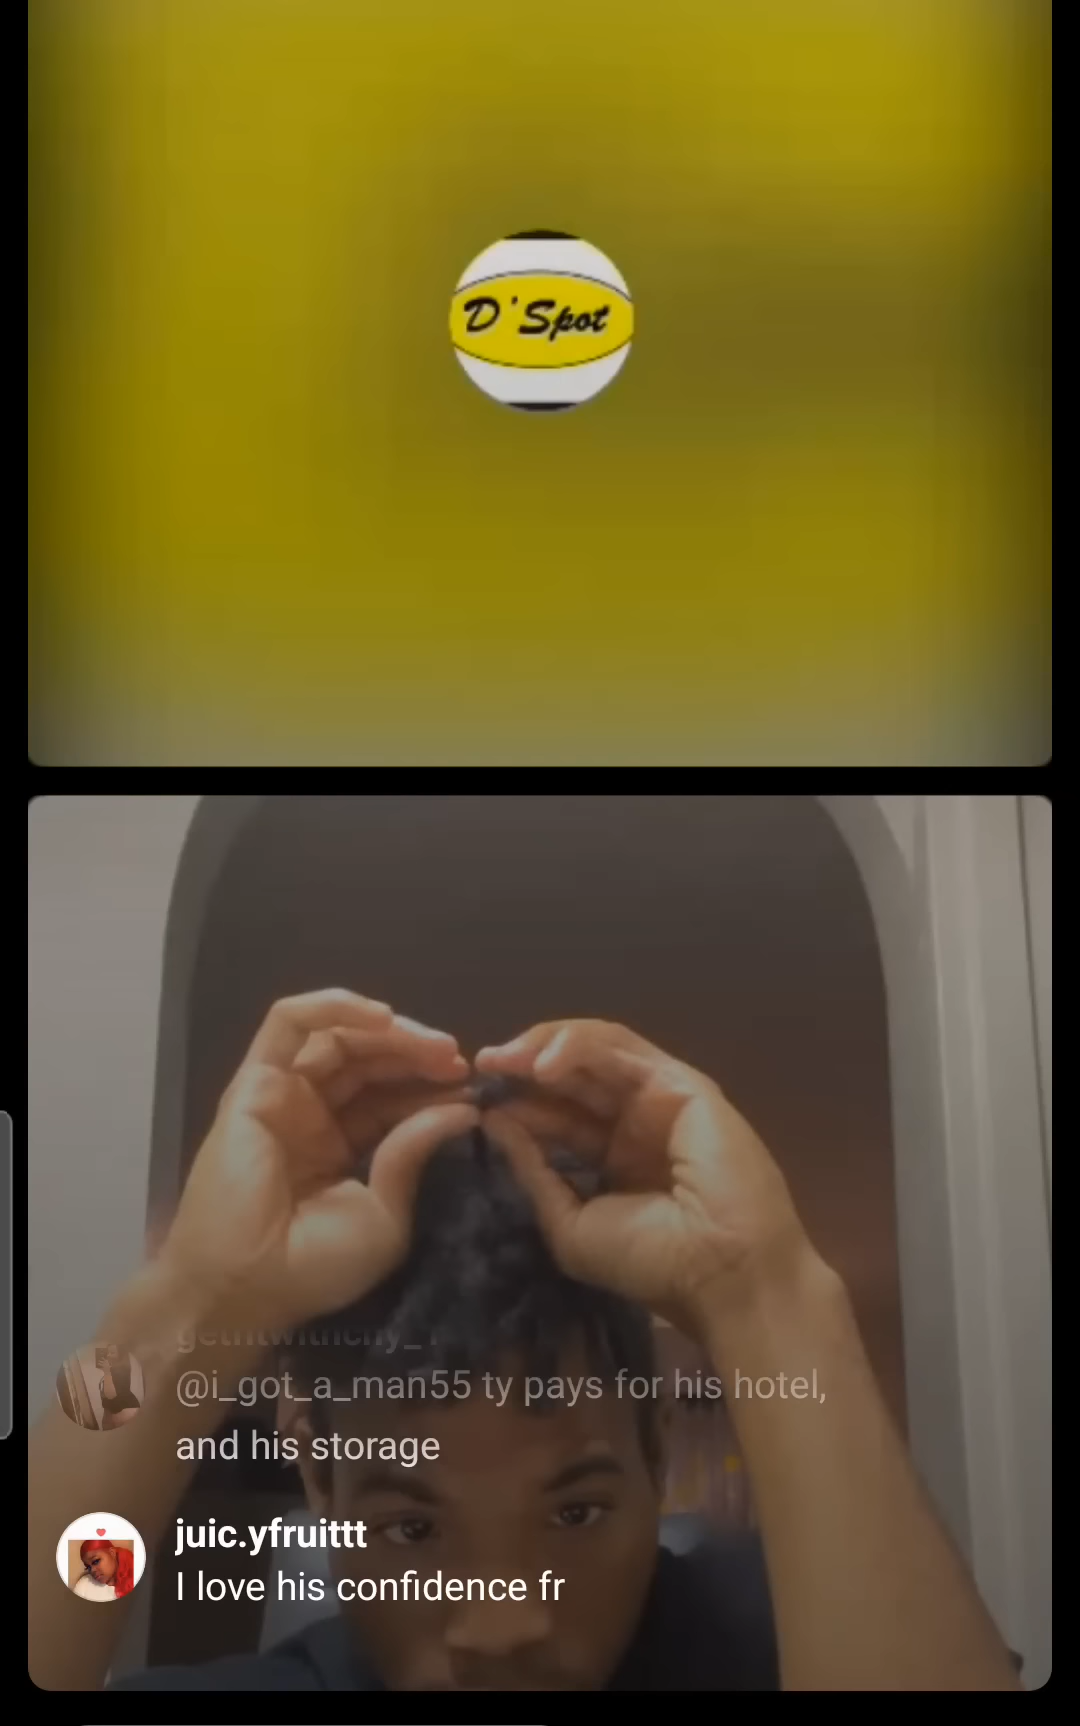 D'Spot
@i_got_a_man55 ty pays for his hotel,
and his storage
juic.yfruittt
I love his confidence fr